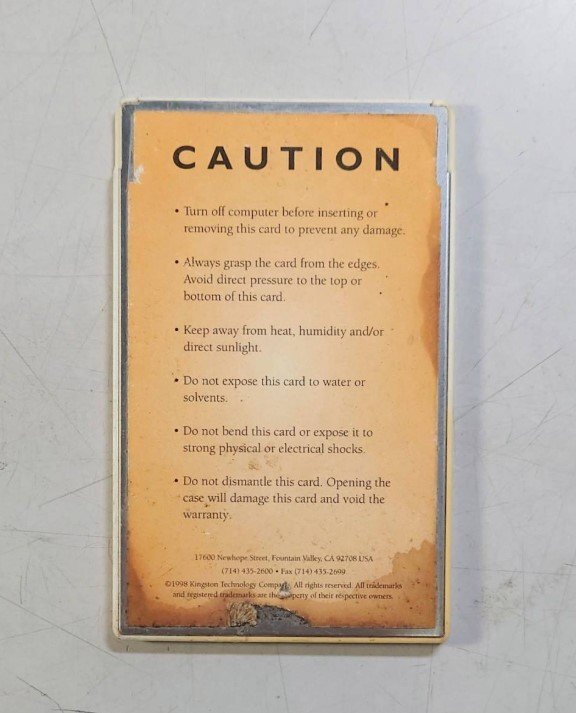 CAUTION
• Turn off computer before inserting or
removing this card to prevent any damage.
• Always grasp the card from the edges.
Avoid direct pressure to the top or
bottom of this card.
• Keep away from heat, humidity and/or
direct sunlight.
• Do not expose this card to water or
solvents.
• Do not bend this card or expose it to
strong physical or electrical shocks.
• Do not dismantle this card. Opening the
case will damage this card and void the
warranty.
17600 Newhope Street, Fountain Valley, CA 92708 USA
(714) 435-2600 • Fax (714) 435-2699
©1998 Kingston Technology Company. All rights reserved. All trademarks
and registered trademarks are the property of their respective owners.